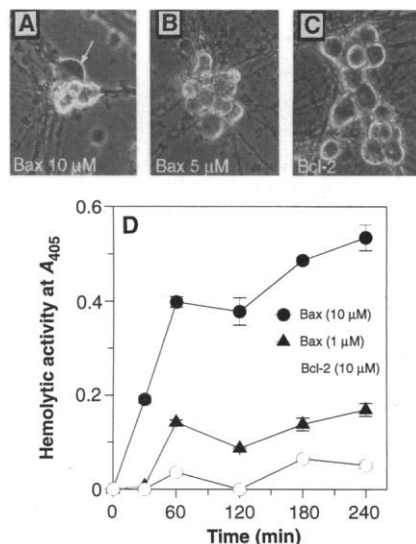 A
B
C
Bax 10 μM
Bax 5 μM
Bcl-2
D
Hemolytic activity at A405
0.6
0.4
0.2
0
Bax (10 μM)
Bax (1 μM)
Bcl-2 (10 μM)
0 60 120 180 240
Time (min)